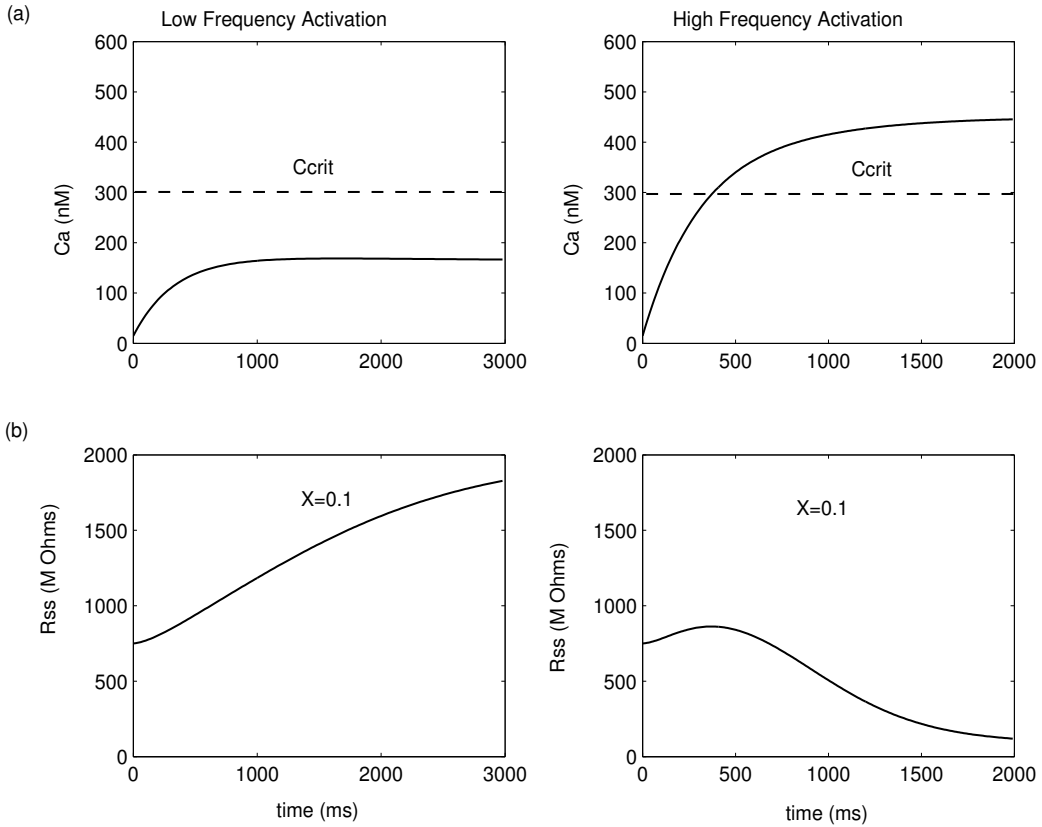 (a)
Low Frequency Activation
High Frequency Activation
600
500
400
300
200
100
0
Ca (nM)
Ccrit
0 1000 2000 3000
600
500
400
300
200
100
0
Ca (nM)
Ccrit
0 500 1000 1500 2000
(b)
2000
1500
1000
500
0
Rss (M Ohms)
X=0.1
0 1000 2000 3000
time (ms)
2000
1500
1000
500
0
Rss (M Ohms)
X=0.1
0 500 1000 1500 2000
time (ms)